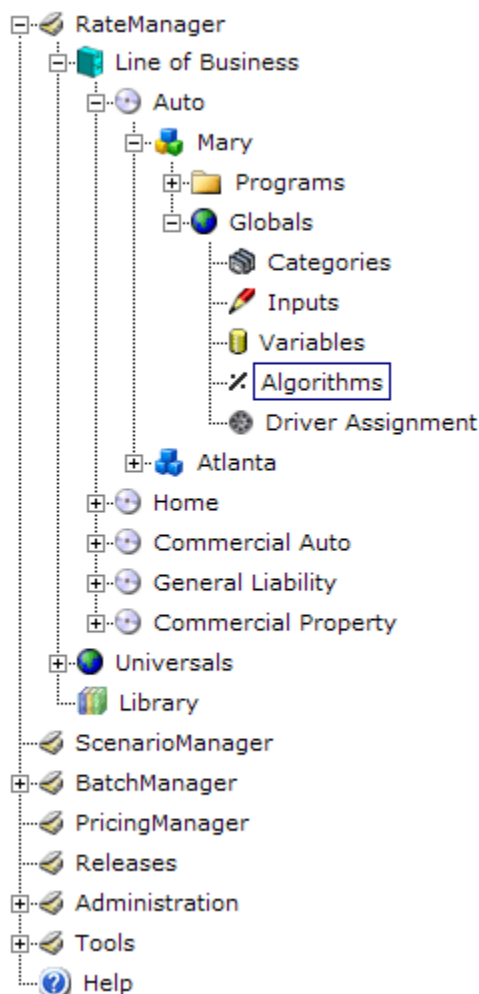 RateManager
Line of Business
Auto
Mary
Programs
Globals
Categories
Inputs
Variables
Algorithms
Driver Assignment
Atlanta
Home
Commercial Auto
General Liability
Commercial Property
Universals
Library
ScenarioManager
BatchManager
PricingManager
Releases
Administration
Tools
Help